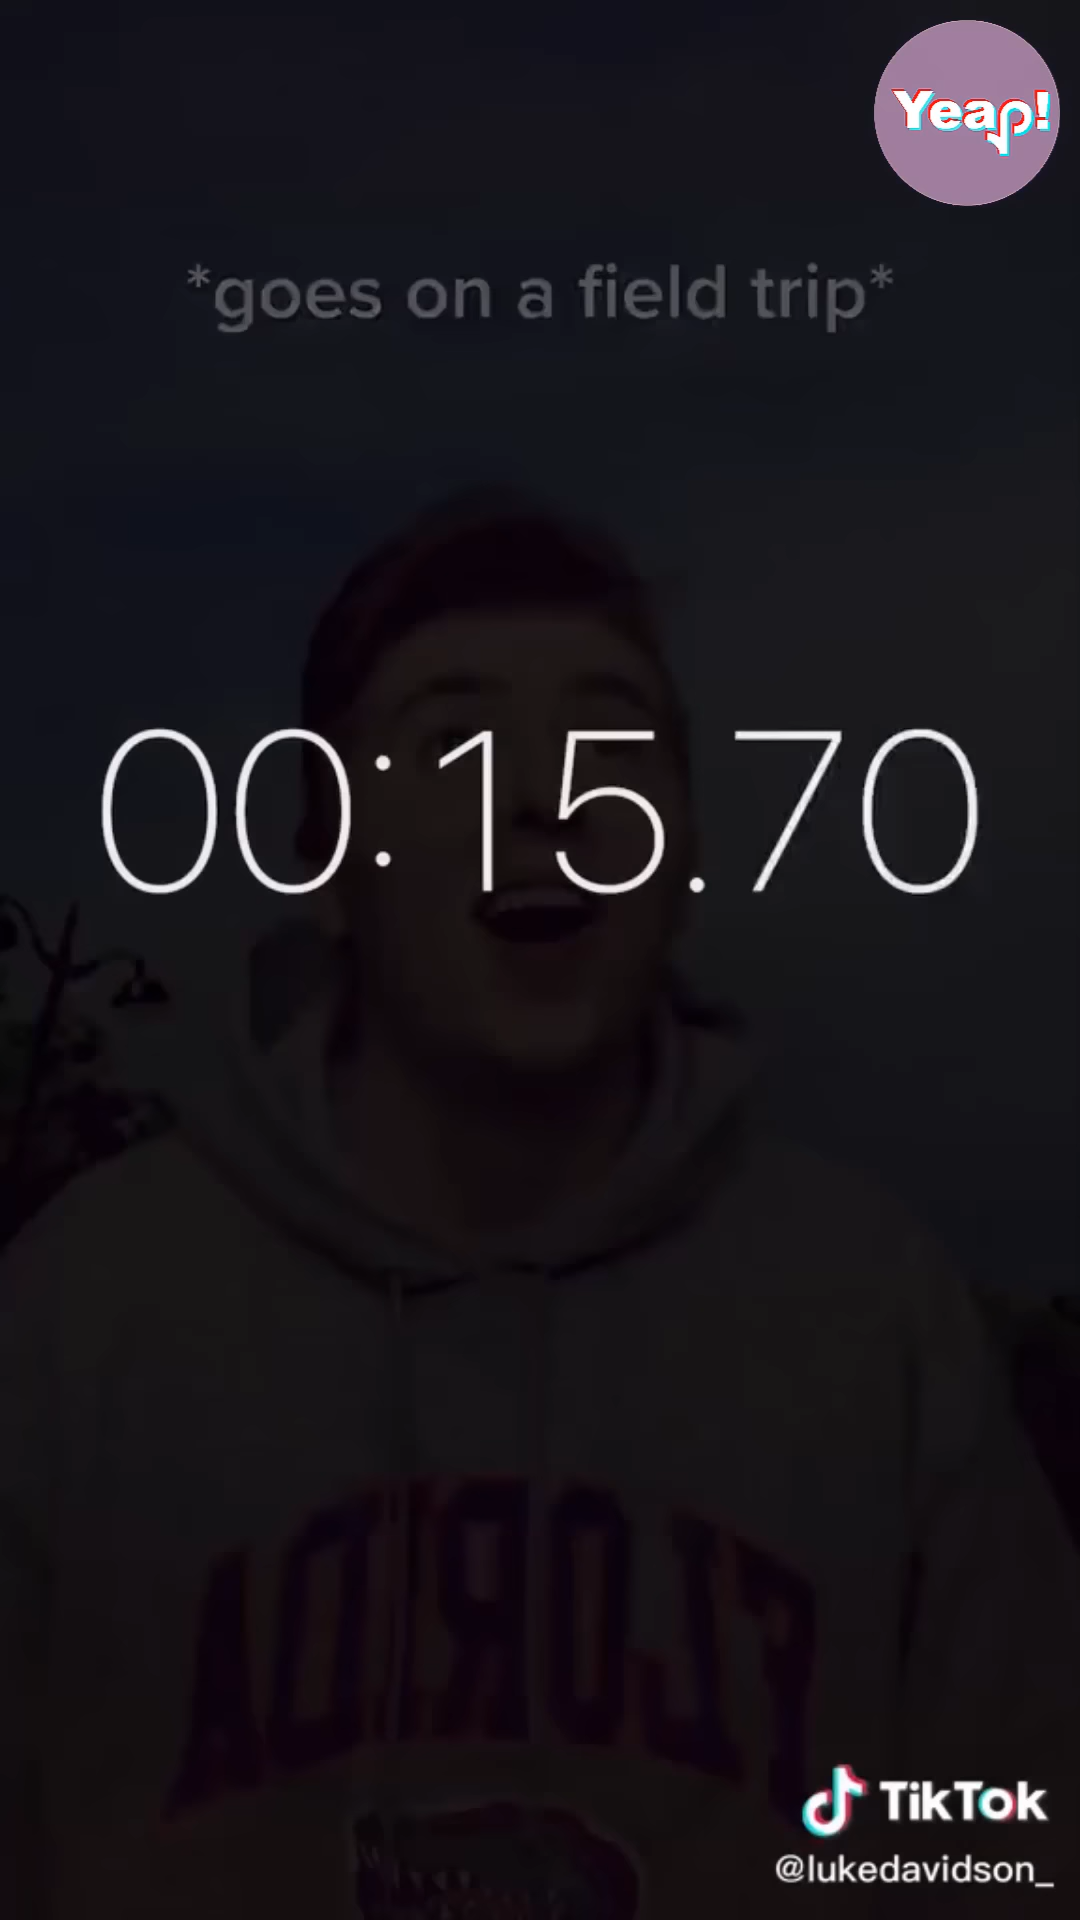 Yeap!
*goes on a field trip*
00:15.70
FLORIDA
TikTok
@lukedavidson_